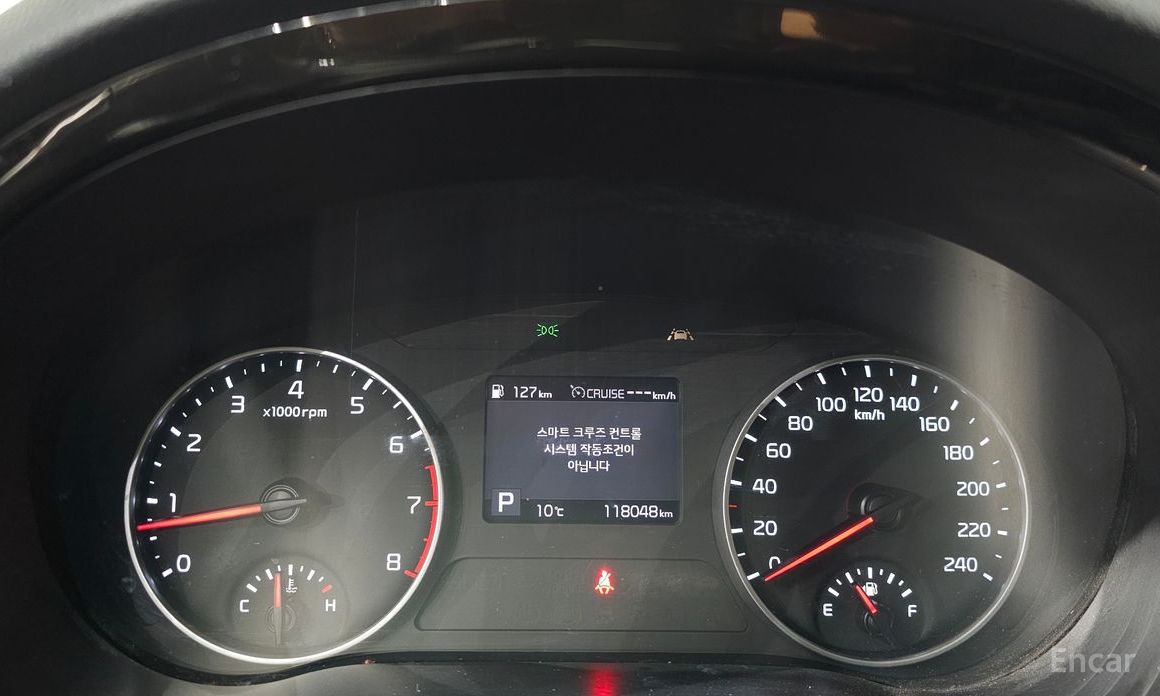 127km CRUISE ---km/h
스마트 크루즈 컨트롤
시스템 작동조건이
아닙니다
P 10℃ 118048km
0 1 2 3 4 5 6 7 8
x1000rpm
C H
0 20 40 60 80 100 120 140 160 180 200 220 240
km/h
E F
Encar